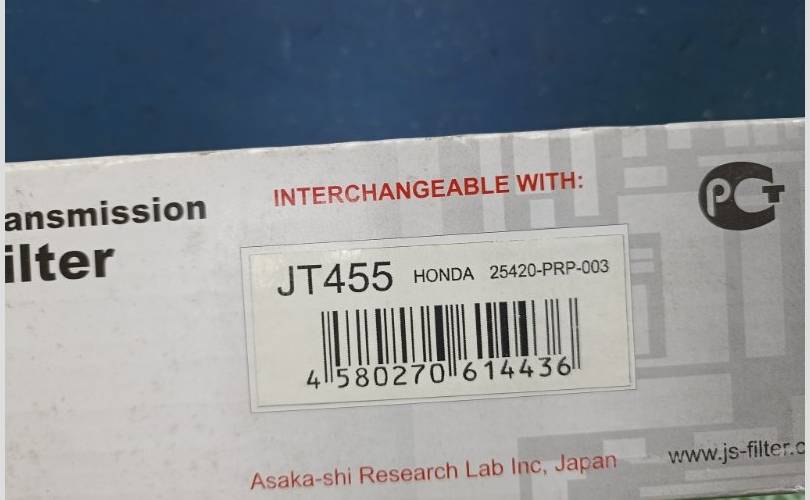 ansmission
ilter
INTERCHANGEABLE WITH:
РСТ
JT455 HONDA 25420-PRP-003
4 580270 614436
Asaka-shi Research Lab Inc, Japan
www.js-filter.c